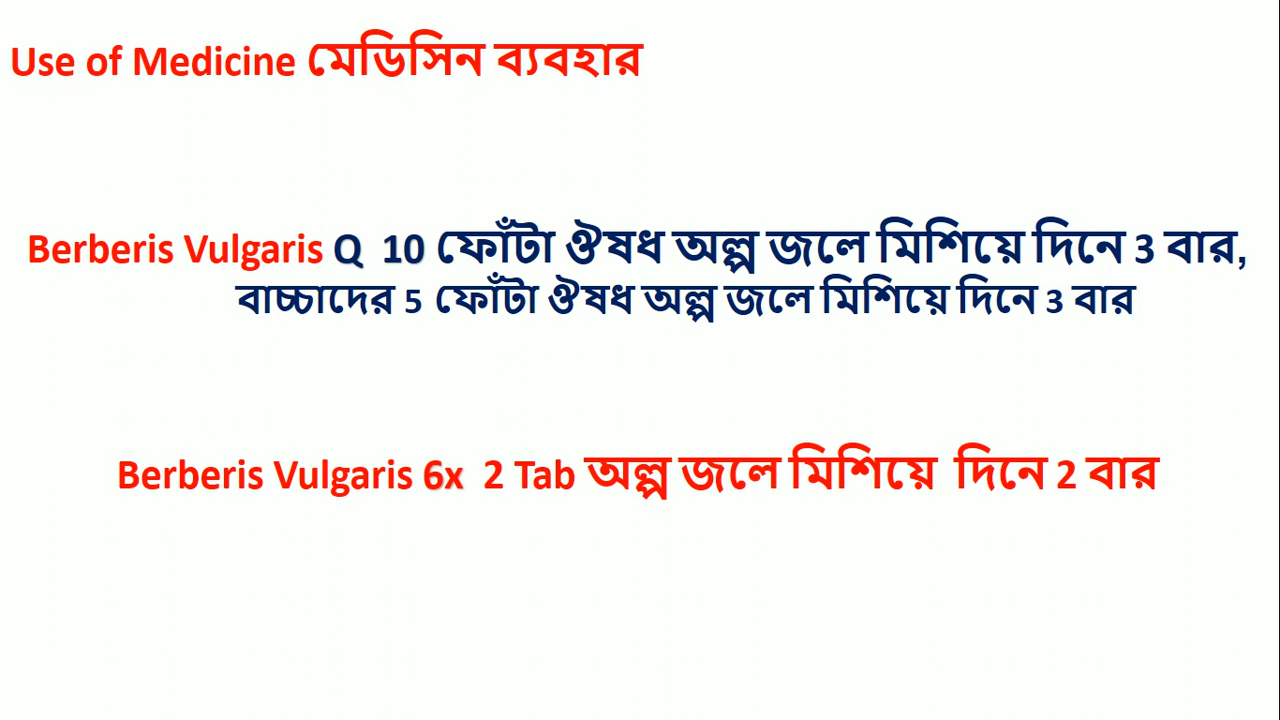 Use of Medicine মেডিসিন ব্যবহার
Berberis Vulgaris Q 10 ফোঁটা ঔষধ অল্প জলে মিশিয়ে দিনে 3 বার,
বাচ্চাদের 5 ফোঁটা ঔষধ অল্প জলে মিশিয়ে দিনে 3 বার
Berberis Vulgaris 6x 2 Tab অল্প জলে মিশিয়ে দিনে 2 বার